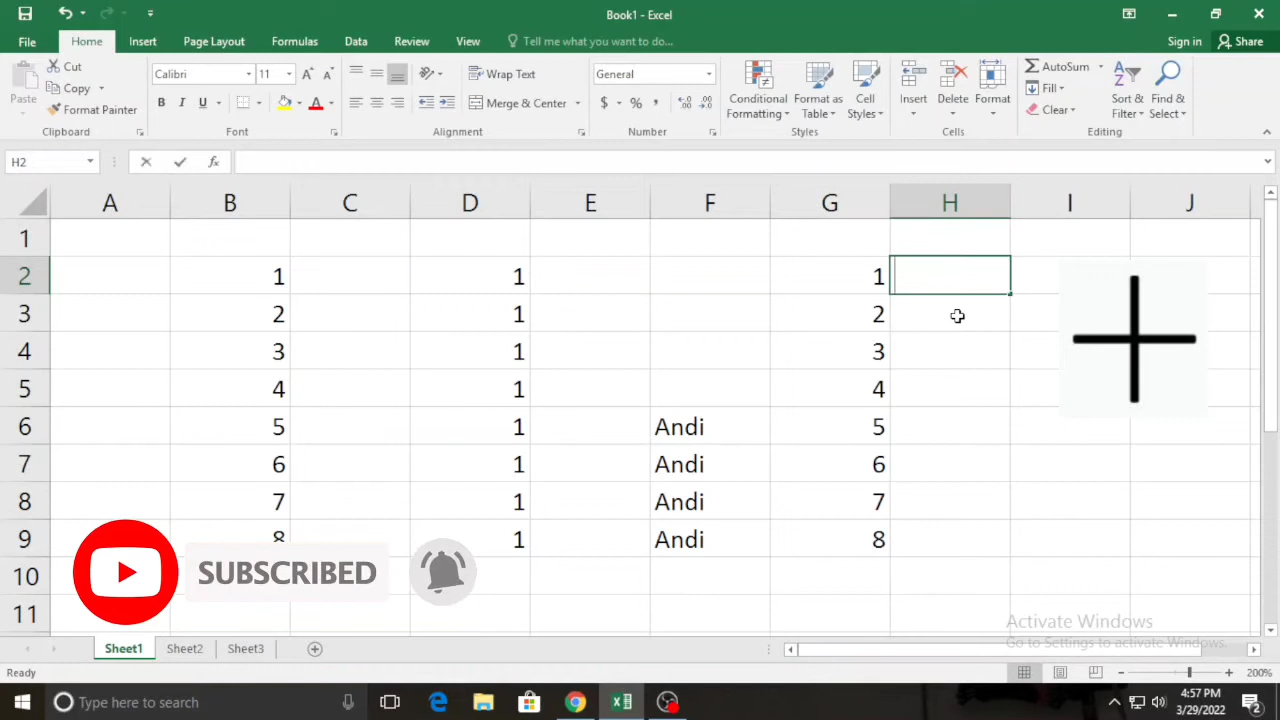 Book1 - Excel
File Home Insert Page Layout Formulas Data Review View Tell me what you want to do... Sign in Share
Paste Cut Copy Format Painter
Calibri 11
B I U A
Wrap Text
Merge & Center
General
$ % ,
Conditional Formatting Format as Table Cell Styles
Insert Delete Format
AutoSum Fill Clear
Sort & Filter Find & Select
Clipboard Font Alignment Number Styles Cells Editing
H2 fx
A B C D E F G H I J
1
2 1 1 1
3 2 1 2
4 3 1 3
5 4 1 4
6 5 1 Andi 5
7 6 1 Andi 6
8 7 1 Andi 7
9 8 1 Andi 8
10
SUBSCRIBED
11
Activate Windows
Go to Settings to activate Windows.
Sheet1 Sheet2 Sheet3
Ready 200%
Type here to search
4:57 PM
3/29/2022
2